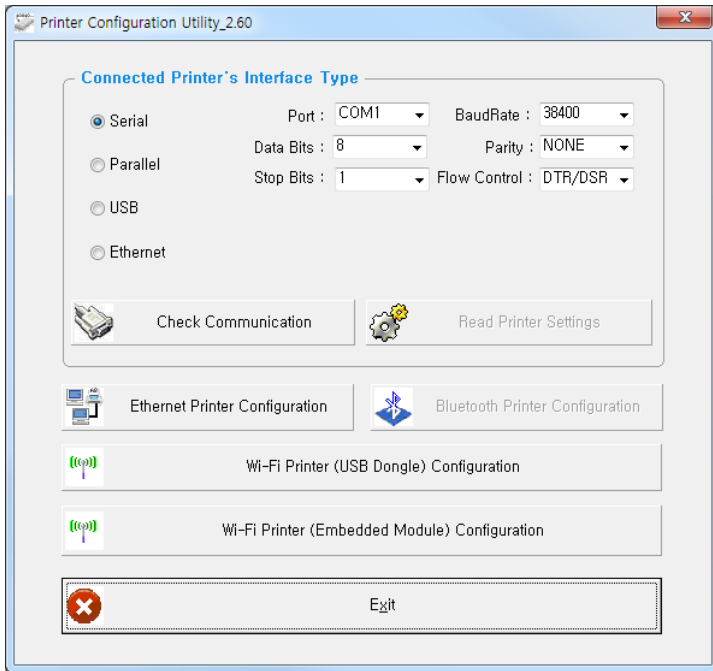 Printer Configuration Utility_2.60
x
Connected Printer's Interface Type
Serial
Port : COM1
BaudRate : 38400
Data Bits : 8
Parity : NONE
Parallel
Stop Bits : 1
Flow Control : DTR/DSR
USB
Ethernet
Check Communication
Read Printer Settings
Ethernet Printer Configuration
Bluetooth Printer Configuration
Wi-Fi Printer (USB Dongle) Configuration
Wi-Fi Printer (Embedded Module) Configuration
Exit